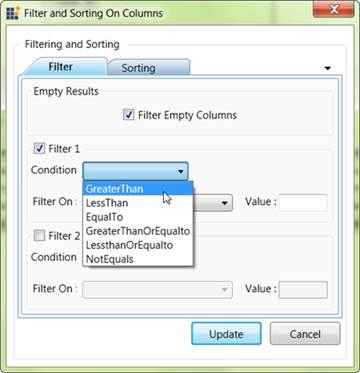 Filter and Sorting On Columns
Filtering and Sorting
Filter Sorting
Empty Results
Filter Empty Columns
Filter 1
Condition
GreaterThan
LessThan
EqualTo
GreaterThanOrEqualto
LessthanOrEqualto
NotEquals
Filter On : Value :
Filter 2
Condition
Filter On : Value :
Update Cancel